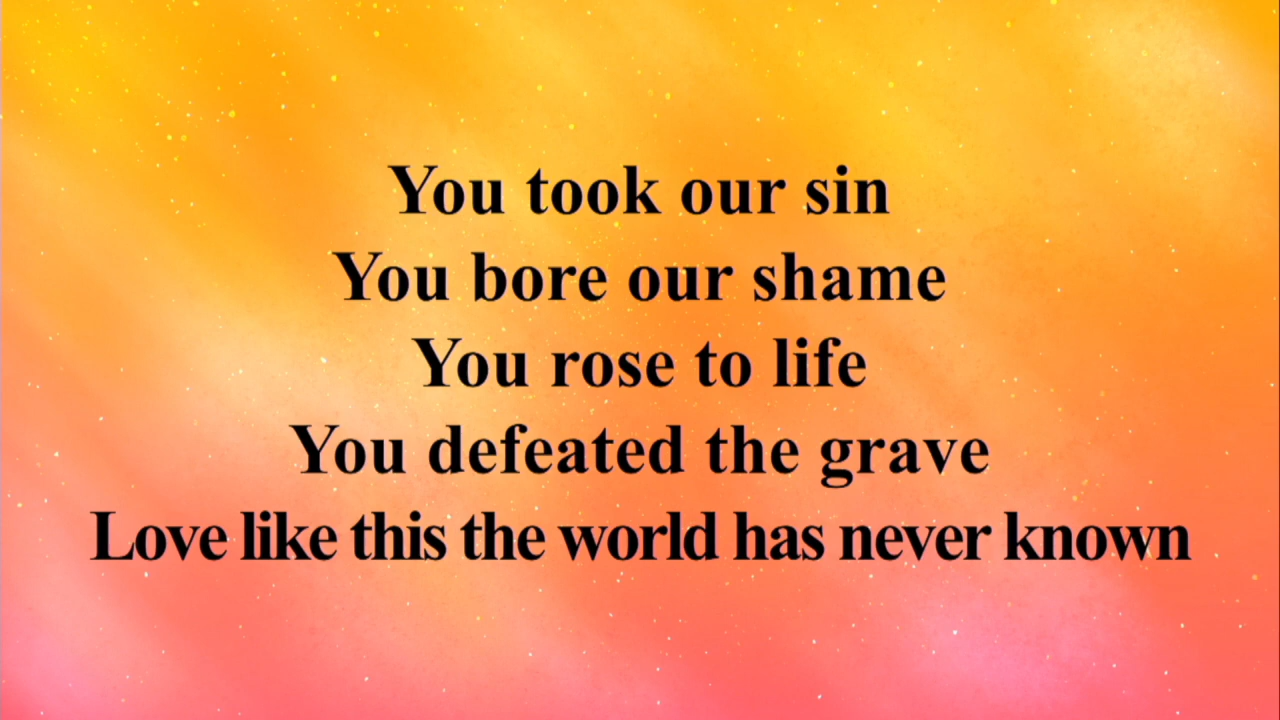 You took our sin
You bore our shame
You rose to life
You defeated the grave
Love like this the world has never known